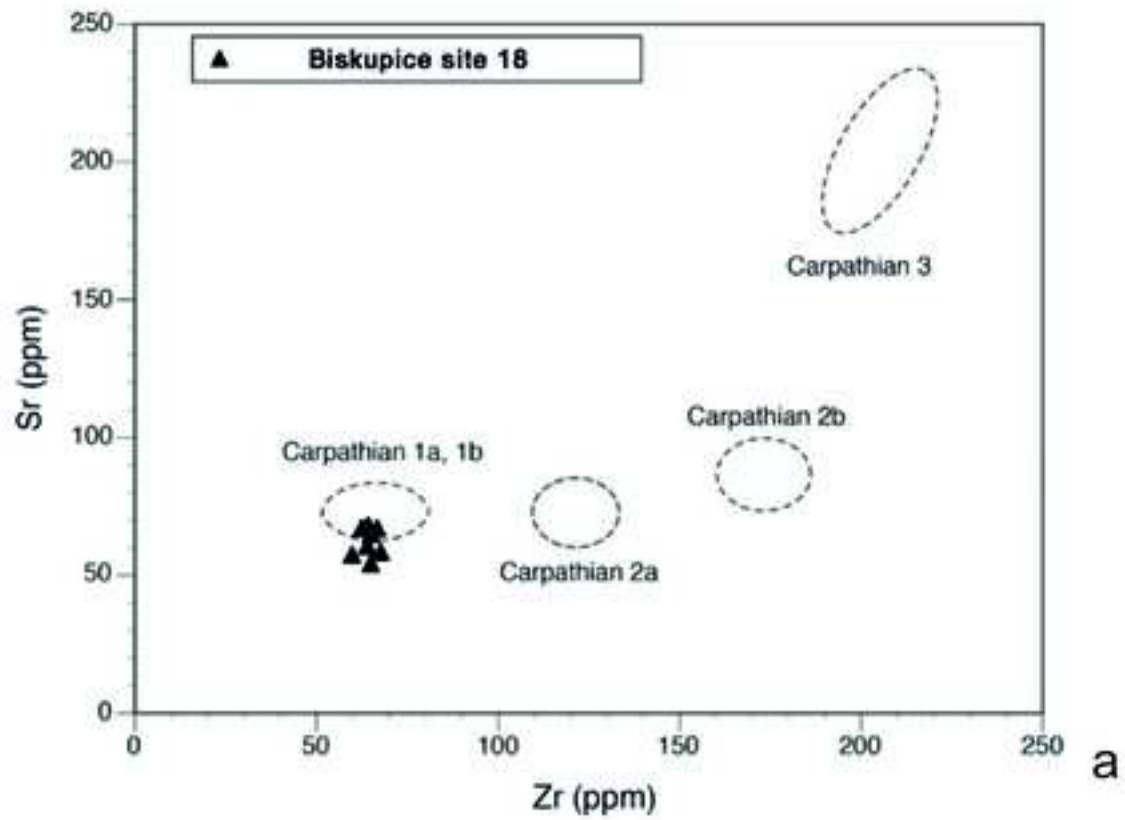 250
Biskupice site 18
200
Carpathian 3
150
Sr (ppm)
Carpathian 2b
100
Carpathian 1a, 1b
50
Carpathian 2a
0
0 50 100 150 200 250
a
Zr (ppm)